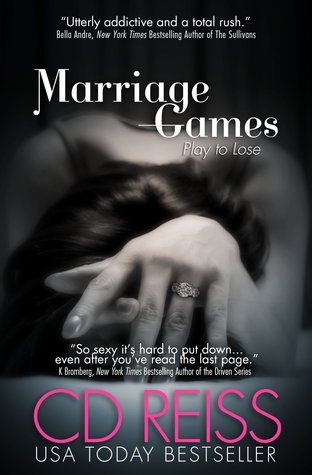 “Utterly addictive and a total rush.”
Bella Andre, New York Times Bestselling Author of The Sullivans
Marriage
Games
Play to Lose
“So sexy it’s hard to put down...
even after you’ve read the last page.”
K Bromberg, New York Times Bestselling Author of the Driven Series
CD REISS
USA TODAY BESTSELLER